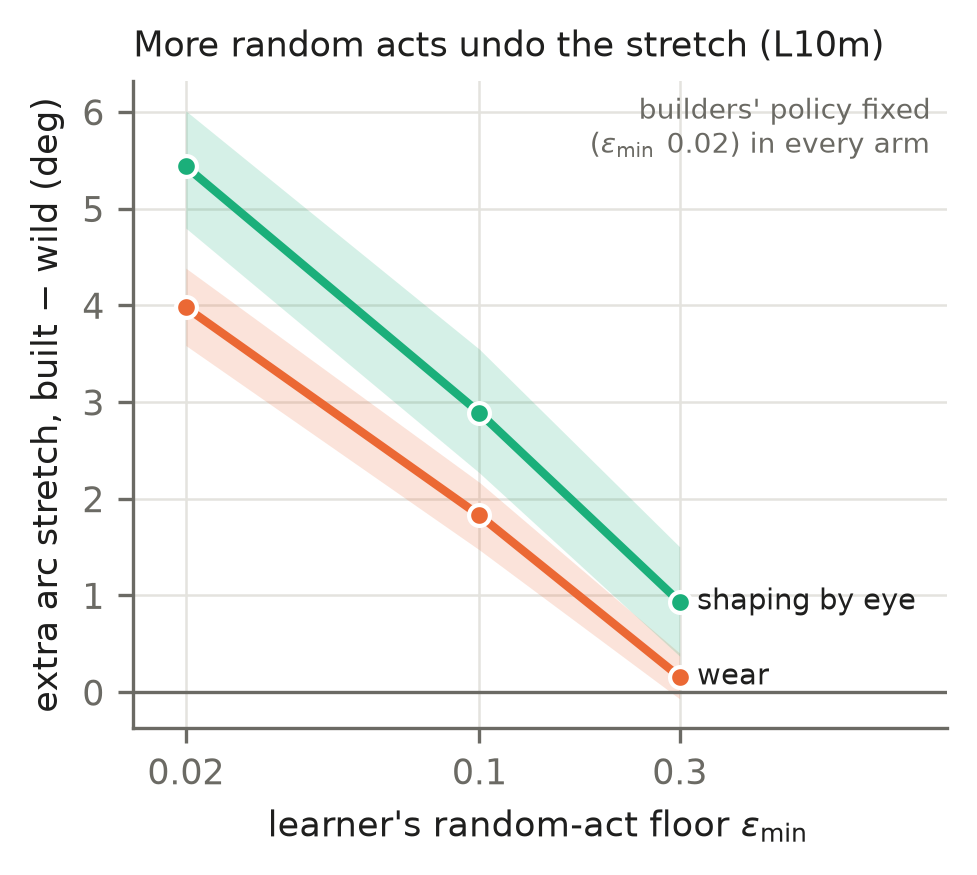 More random acts undo the stretch (L10m)
builders' policy fixed
(εmin 0.02) in every arm
extra arc stretch, built − wild (deg)
6
5
4
3
2
1
0
shaping by eye
wear
0.02 0.1 0.3
learner's random-act floor εmin